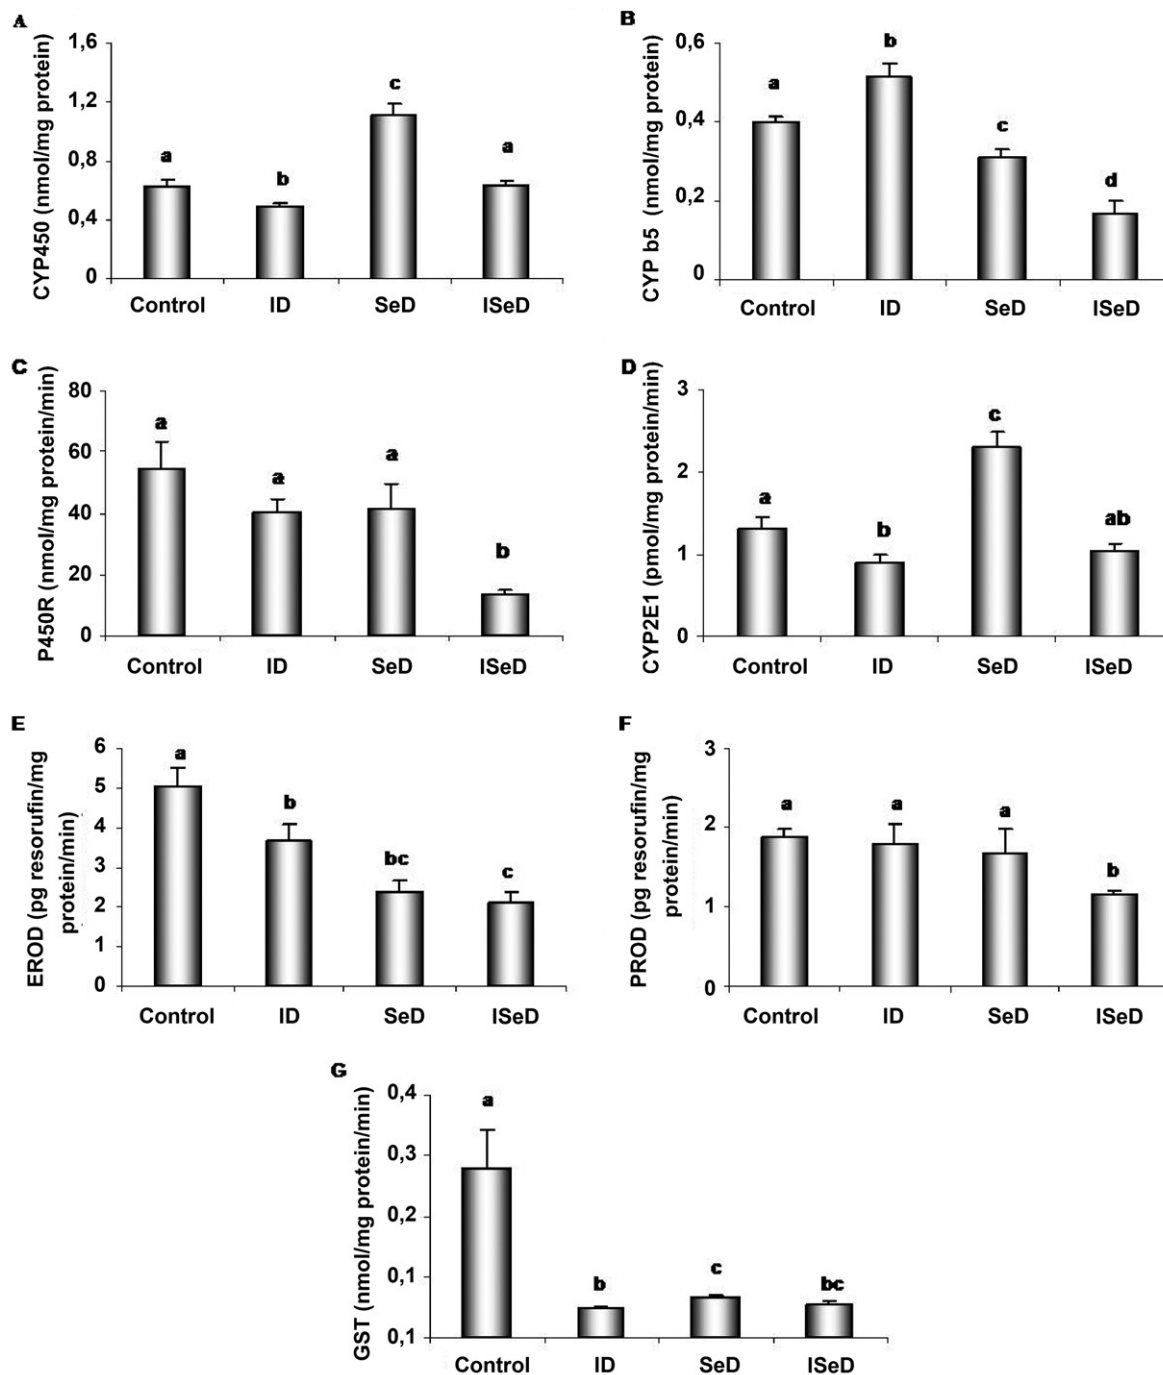 A
CYP450 (nmol/mg protein)
1,6
1,2
0,8
0,4
0
a
b
c
a
Control ID SeD ISeD
B
CYP b5 (nmol/mg protein)
0,6
0,4
0,2
0
a
b
c
d
Control ID SeD ISeD
C
P450R (nmol/mg protein/min)
80
60
40
20
0
a
a
a
b
Control ID SeD ISeD
D
CYP2E1 (pmol/mg protein/min)
3
2
1
0
a
b
c
ab
Control ID SeD ISeD
E
EROD (pg resorufin/mg
protein/min)
6
5
4
3
2
1
0
a
b
bc
c
Control ID SeD ISeD
F
PROD (pg resorufin/mg
protein/min)
3
2
1
0
a
a
a
b
Control ID SeD ISeD
G
GST (nmol/mg protein/min)
0,4
0,3
0,2
0,1
0,1
a
b
c
bc
Control ID SeD ISeD